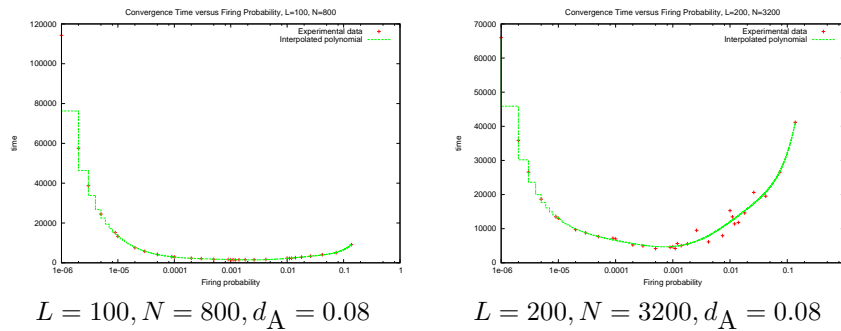 Convergence Time versus Firing Probability, L=100, N=800
Experimental data
Interpolated polynomial
120000
100000
80000
60000
40000
20000
0
time
1e-06 1e-05 0.0001 0.001 0.01 0.1 1
Firing probability
L = 100, N = 800, d_A = 0.08
Convergence Time versus Firing Probability, L=200, N=3200
Experimental data
Interpolated polynomial
70000
60000
50000
40000
30000
20000
10000
0
time
1e-06 1e-05 0.0001 0.001 0.01 0.1
Firing probability
L = 200, N = 3200, d_A = 0.08